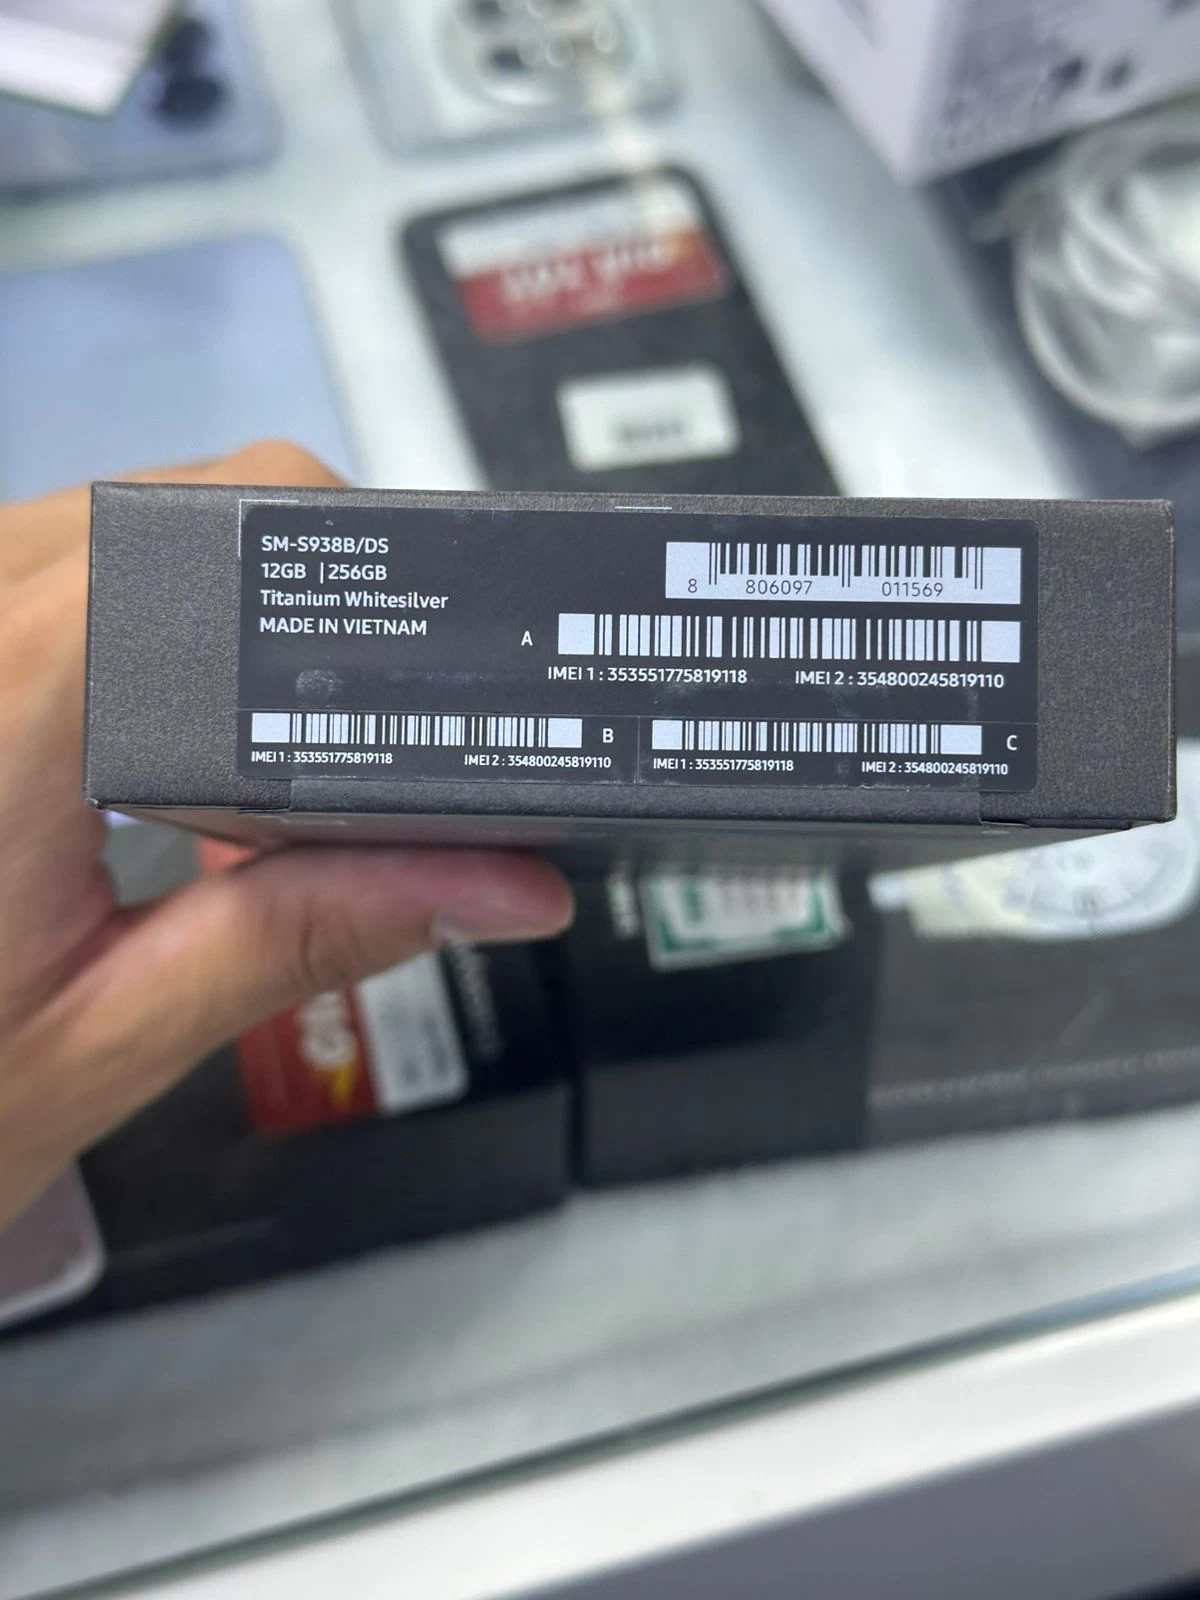 SM-S938B/DS
12GB | 256GB
Titanium Whitesilver
MADE IN VIETNAM
8 806097 011569
A
IMEI 1 : 353551775819118 IMEI 2 : 354800245819110
B
IMEI 1 : 353551775819118 IMEI 2 : 354800245819110
C
IMEI 1 : 353551775819118 IMEI 2 : 354800245819110